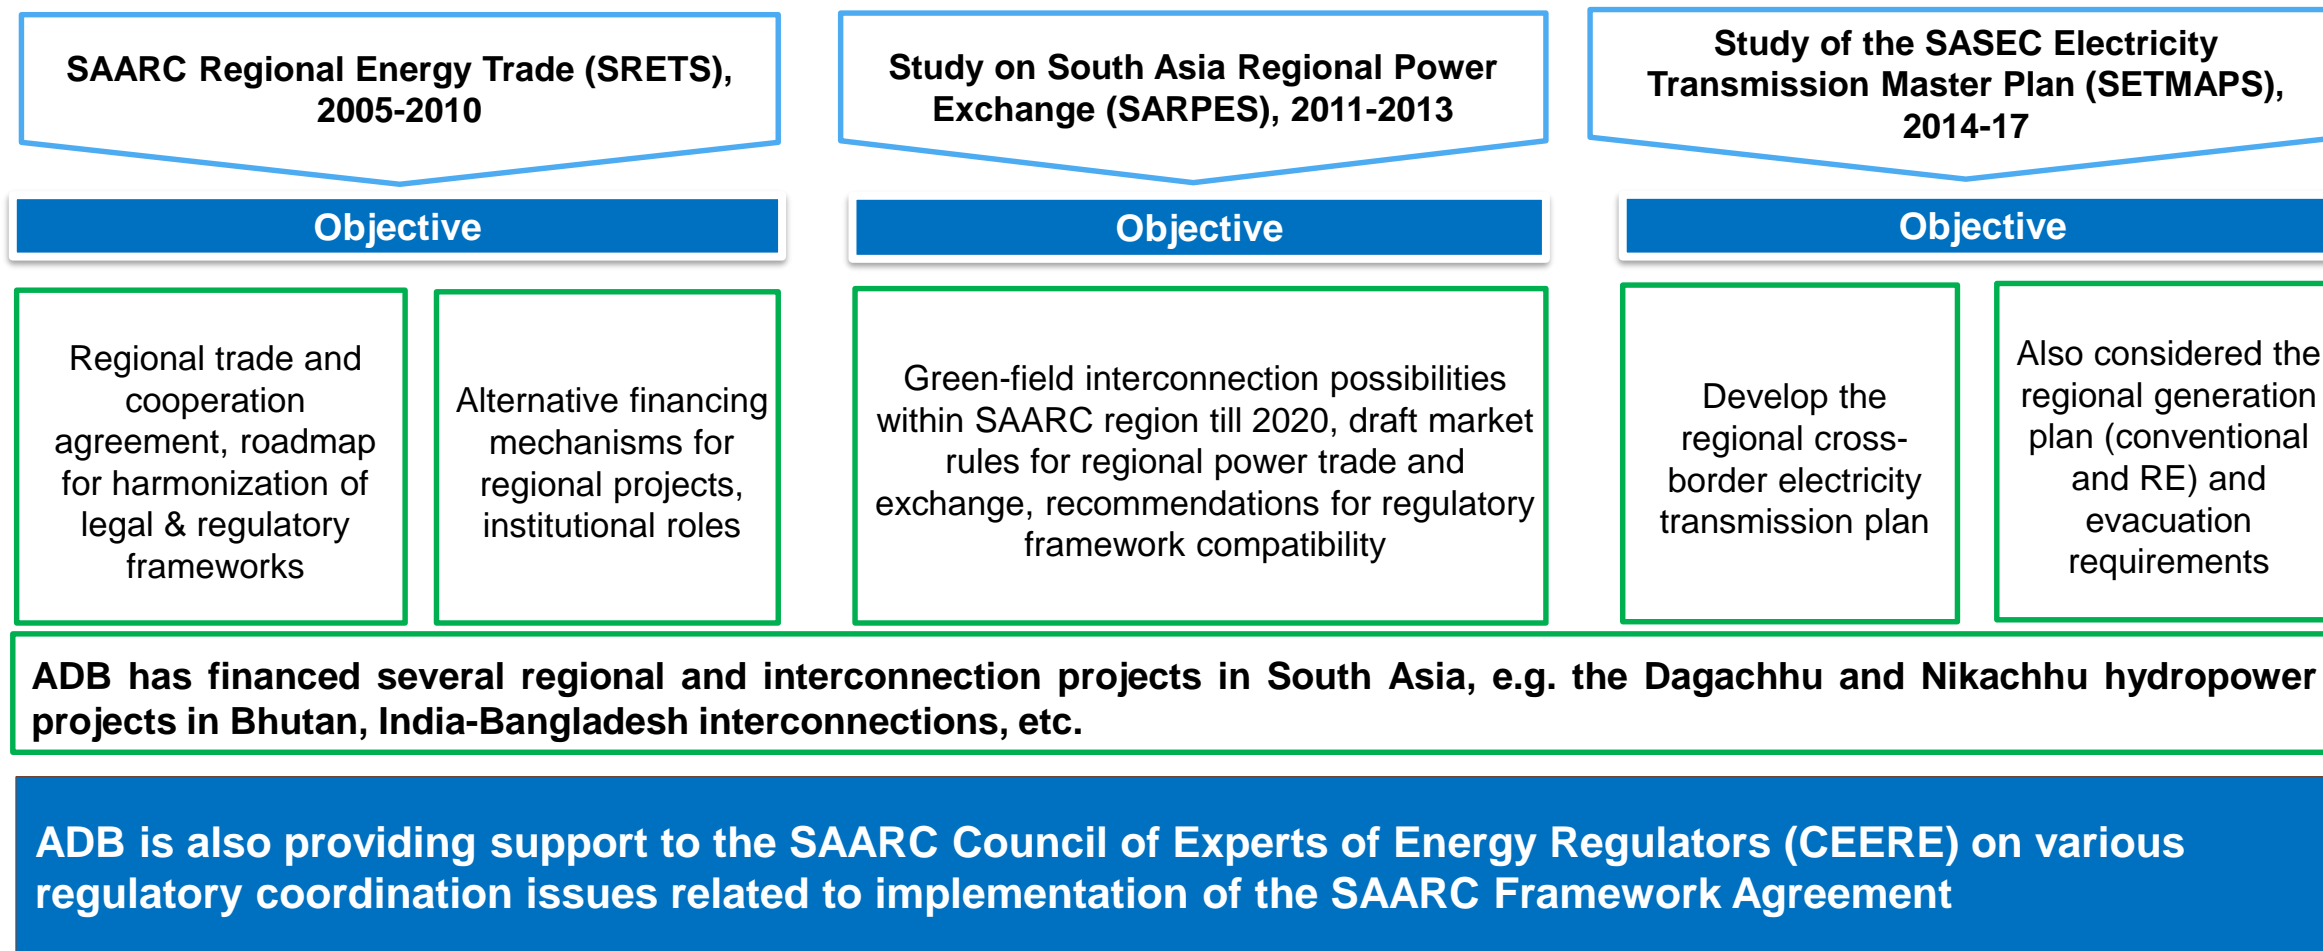 SAARC Regional Energy Trade (SRETS),
2005-2010
Study on South Asia Regional Power
Exchange (SARPES), 2011-2013
Study of the SASEC Electricity
Transmission Master Plan (SETMAPS),
2014-17
Objective
Objective
Objective
Regional trade and
cooperation
agreement, roadmap
for harmonization of
legal & regulatory
frameworks
Alternative financing
mechanisms for
regional projects,
institutional roles
Green-field interconnection possibilities
within SAARC region till 2020, draft market
rules for regional power trade and
exchange, recommendations for regulatory
framework compatibility
Develop the
regional cross-
border electricity
transmission plan
Also considered the
regional generation
plan (conventional
and RE) and
evacuation
requirements
ADB has financed several regional and interconnection projects in South Asia, e.g. the Dagachhu and Nikachhu hydropower
projects in Bhutan, India-Bangladesh interconnections, etc.
ADB is also providing support to the SAARC Council of Experts of Energy Regulators (CEERE) on various
regulatory coordination issues related to implementation of the SAARC Framework Agreement